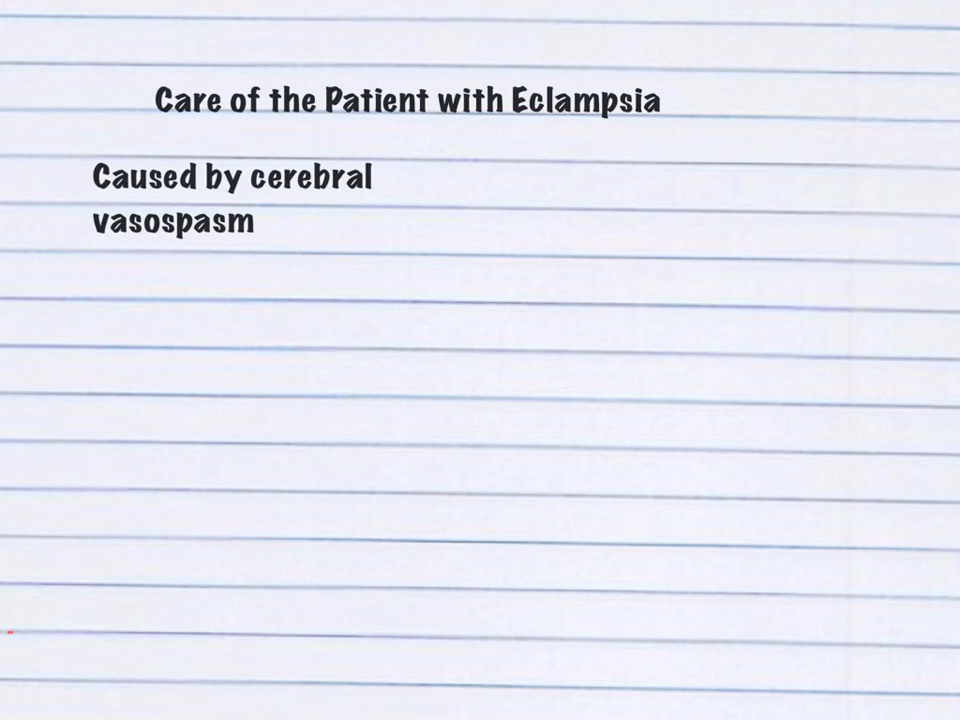 Care of the Patient with Eclampsia
Caused by cerebral
vasospasm